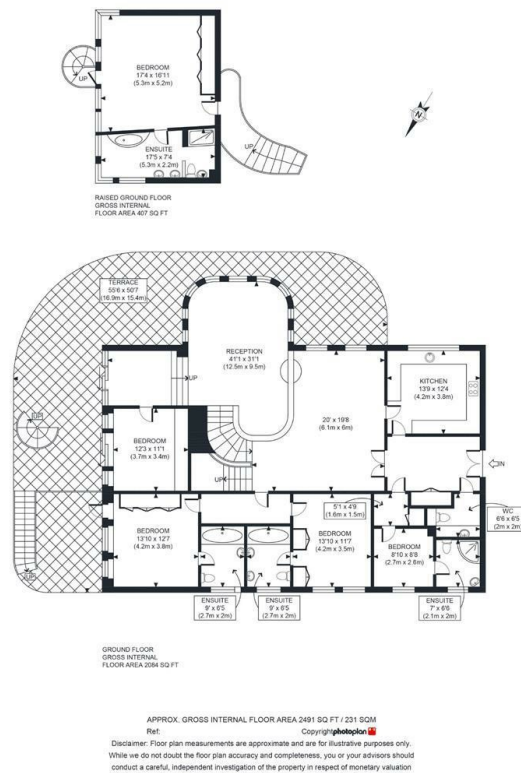 BEDROOM
17'4 x 16'11
(5.3m x 5.2m)
UP
ENSUITE
17'5 x 7'4
(5.3m x 2.2m)
UP
N
RAISED GROUND FLOOR
GROSS INTERNAL
FLOOR AREA 407 SQ FT
TERRACE
55'6 x 50'7
(16.9m x 15.4m)
RECEPTION
41'1 x 31'1
(12.5m x 9.5m)
UP
KITCHEN
13'9 x 12'4
(4.2m x 3.8m)
20' x 19'8
(6.1m x 6m)
BEDROOM
12'3 x 11'1
(3.7m x 3.4m)
UP
UP
IN
BEDROOM
13'10 x 12'7
(4.2m x 3.8m)
5'1 x 4'9
(1.6m x 1.5m)
WC
6'6 x 6'5
(2m x 2m)
BEDROOM
13'10 x 11'7
(4.2m x 3.5m)
BEDROOM
8'10 x 8'8
(2.7m x 2.6m)
UP
ENSUITE
9' x 6'5
(2.7m x 2m)
ENSUITE
9' x 6'5
(2.7m x 2m)
ENSUITE
7' x 6'6
(2.1m x 2m)
GROUND FLOOR
GROSS INTERNAL
FLOOR AREA 2084 SQ FT
APPROX. GROSS INTERNAL FLOOR AREA 2491 SQ FT / 231 SQM
Ref: Copyright photoplan
Disclaimer: Floor plan measurements are approximate and are for illustrative purposes only.
While we do not doubt the floor plan accuracy and completeness, you or your advisors should
conduct a careful, independent investigation of the property in respect of monetary valuation